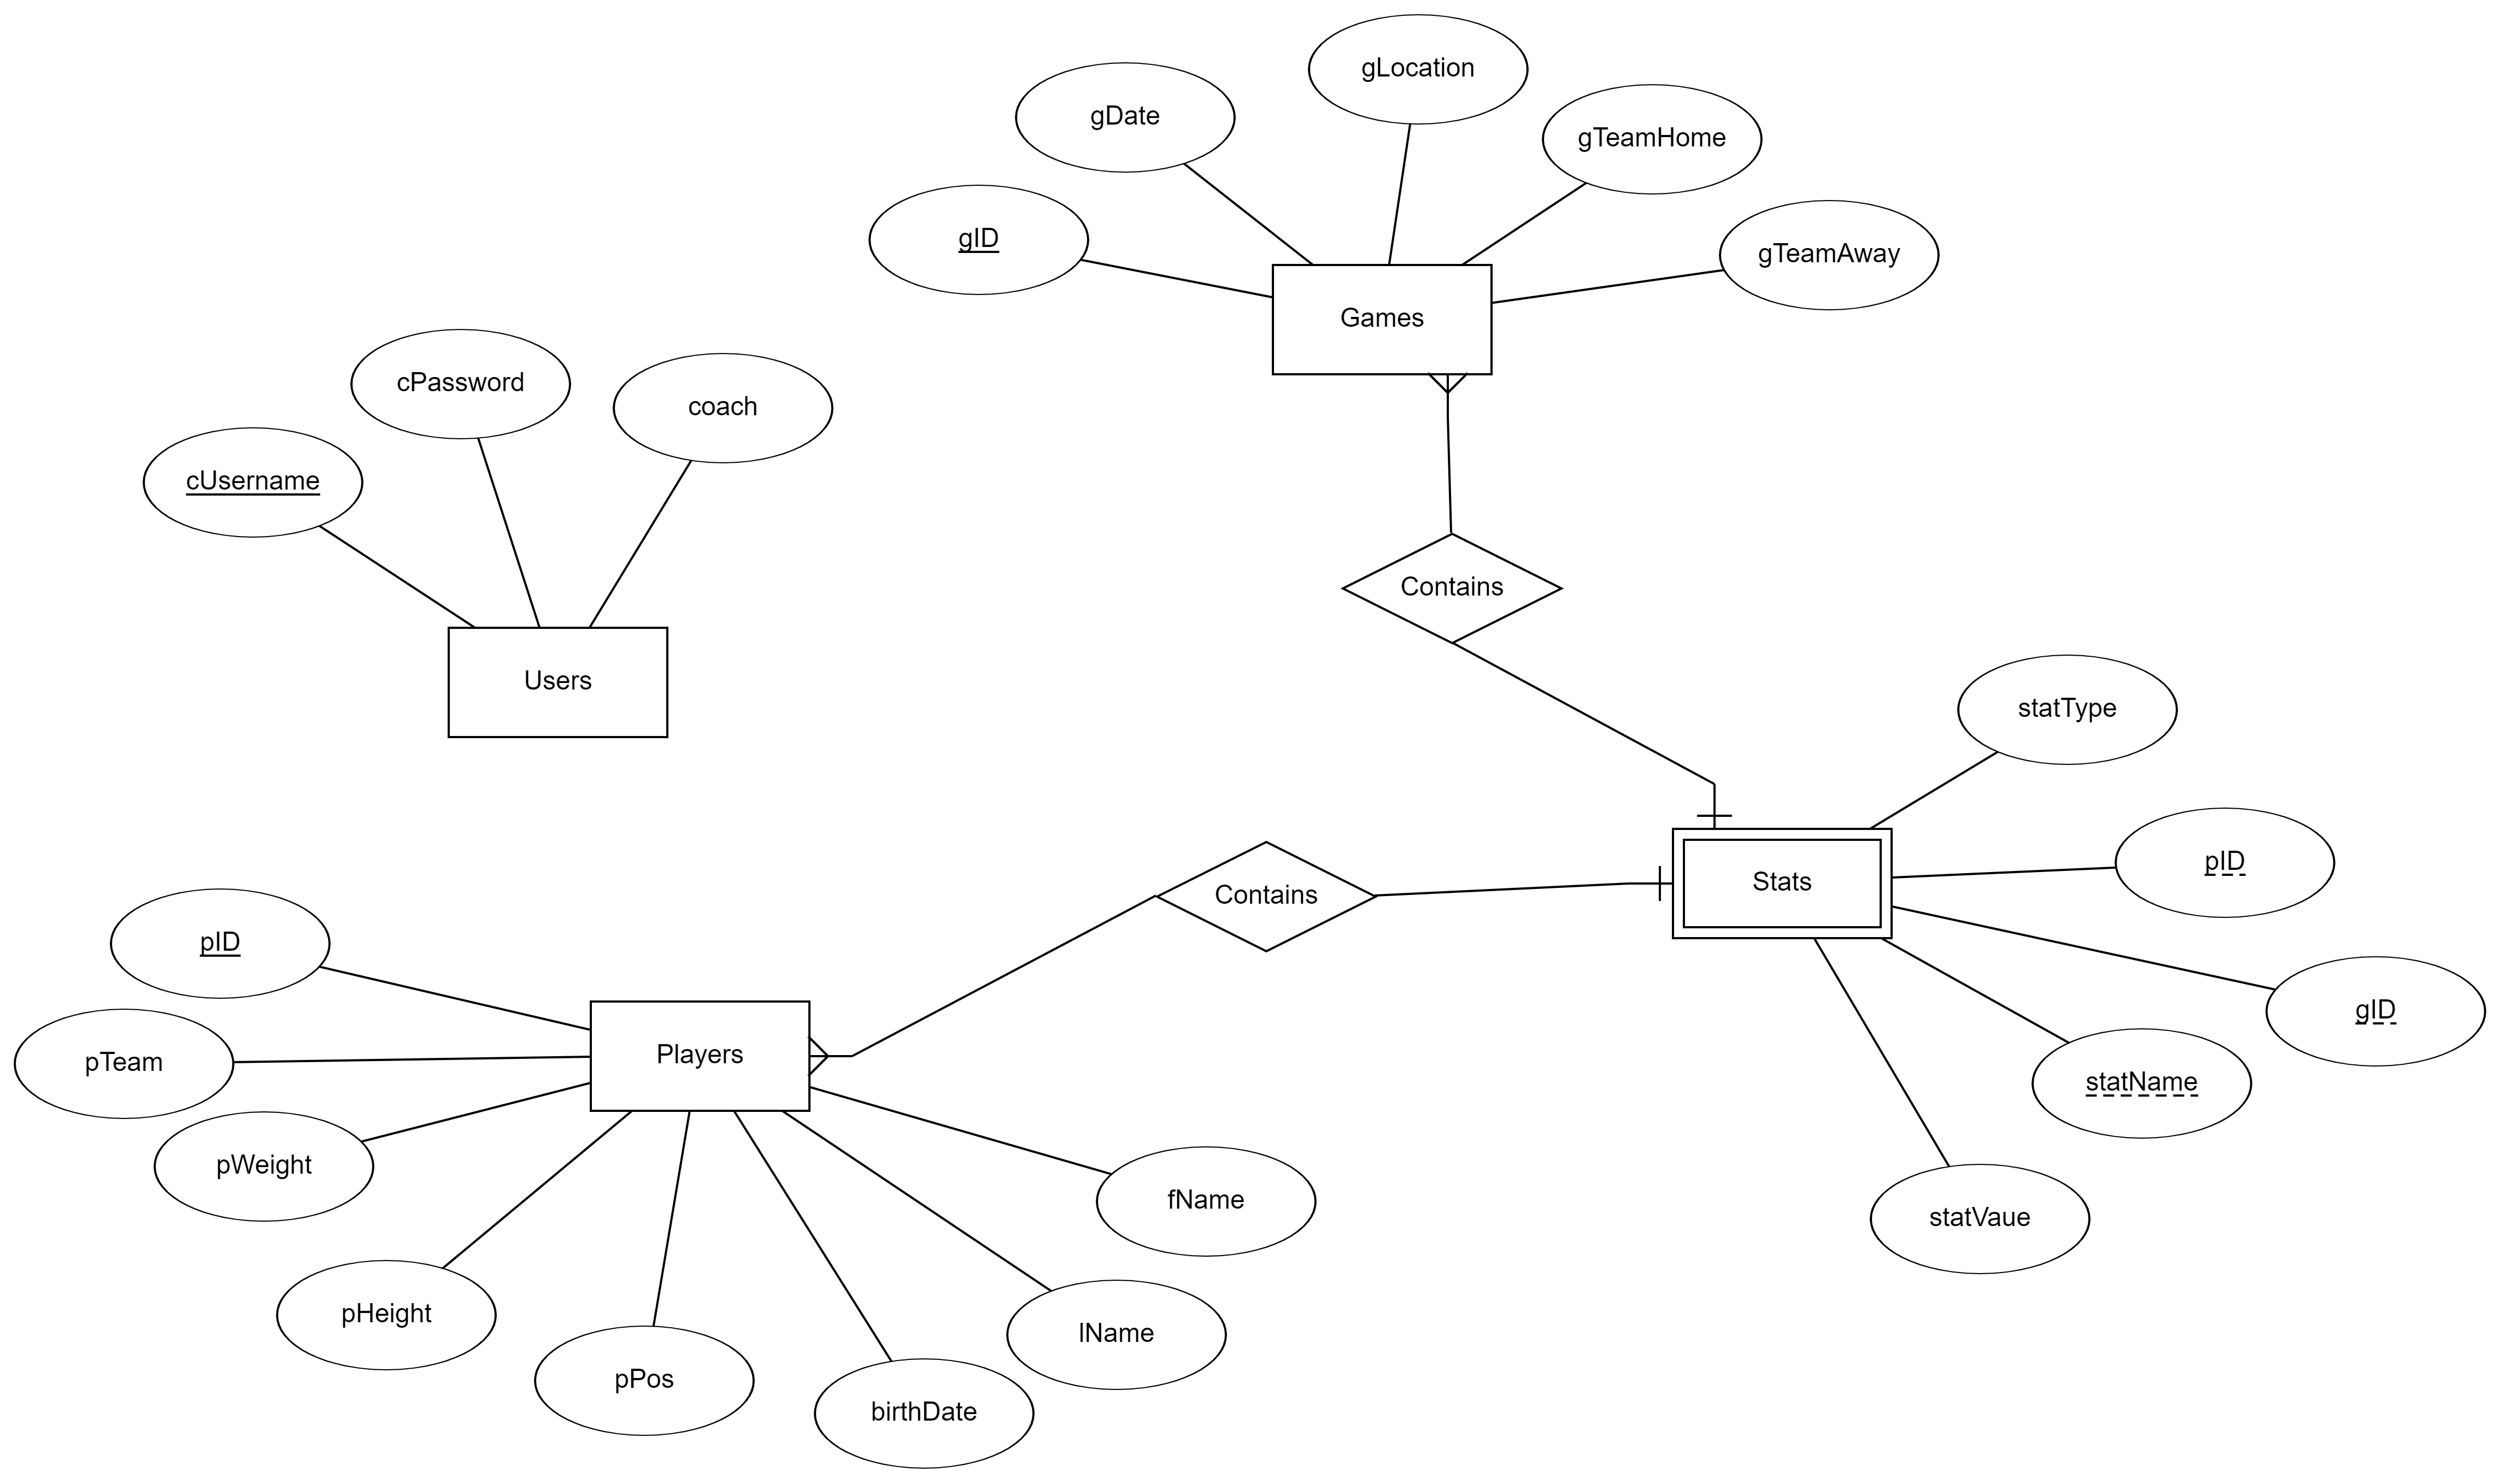 gLocation
gDate
gTeamHome
gID
gTeamAway
Games
cPassword
coach
cUsername
Users
Contains
statType
pID
Stats
Contains
gID
statName
statVaue
pID
pTeam
Players
pWeight
fName
pHeight
lName
pPos
birthDate